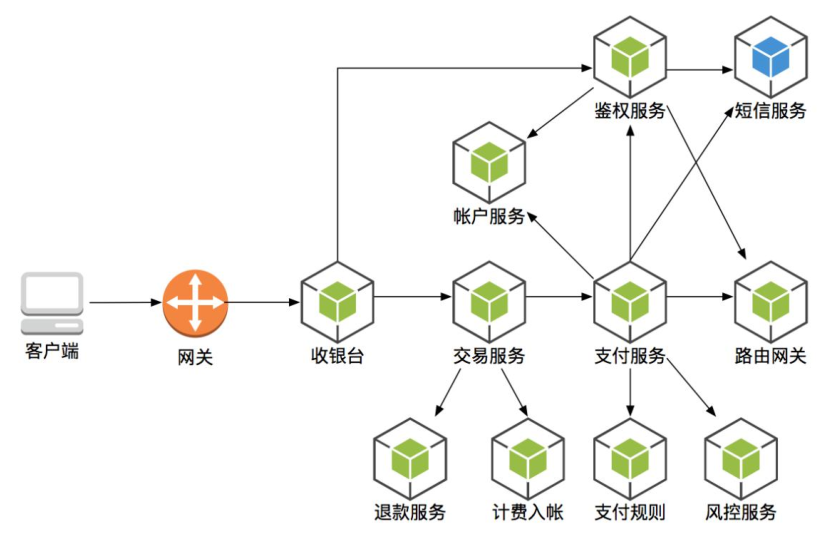 鉴权服务
短信服务
帐户服务
客户端
网关
收银台
交易服务
支付服务
路由网关
退款服务
计费入帐
支付规则
风控服务